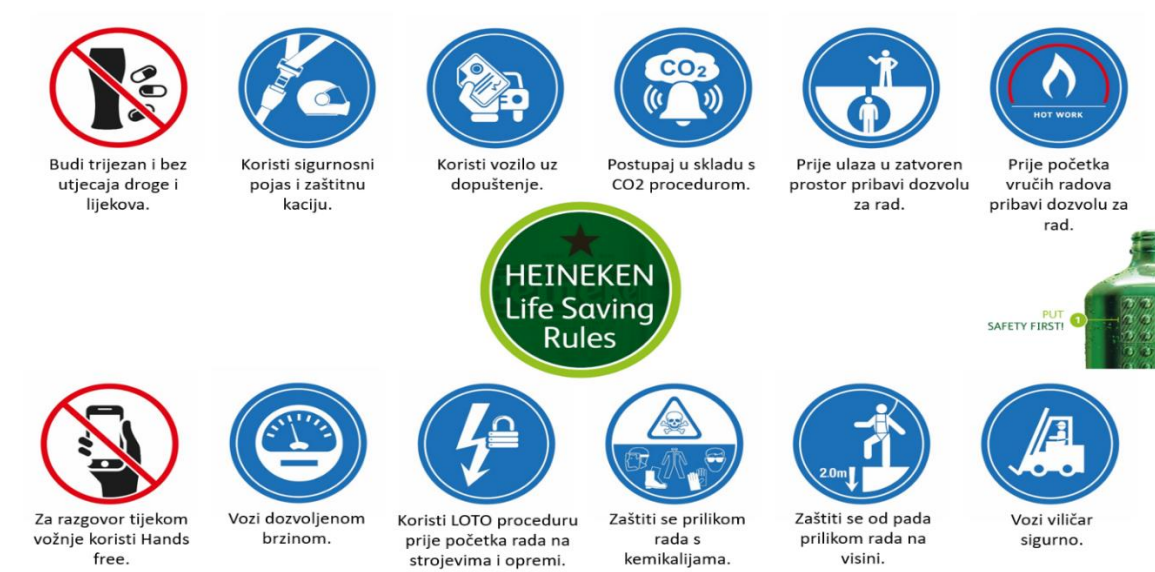 CO2
HOT WORK
Budi trijezan i bez
utjecaja droge i
lijekova.
Koristi sigurnosni
pojas i zaštitnu
kaciju.
Koristi vozilo uz
dopuštenje.
Postupaj u skladu s
CO2 procedurom.
Prije ulaza u zatvoren
prostor pribavi dozvolu
za rad.
Prije početka
vručih radova
pribavi dozvolu za
rad.
HEINEKEN
Life Saving
Rules
PUT
SAFETY FIRST!
1
2.0m
Za razgovor tijekom
vožnje koristi Hands
free.
Vozi dozvoljenom
brzinom.
Koristi LOTO proceduru
prije početka rada na
strojevima i opremi.
Zaštiti se prilikom
rada s
kemikalijama.
Zaštiti se od pada
prilikom rada na
visini.
Vozi viličar
sigurno.